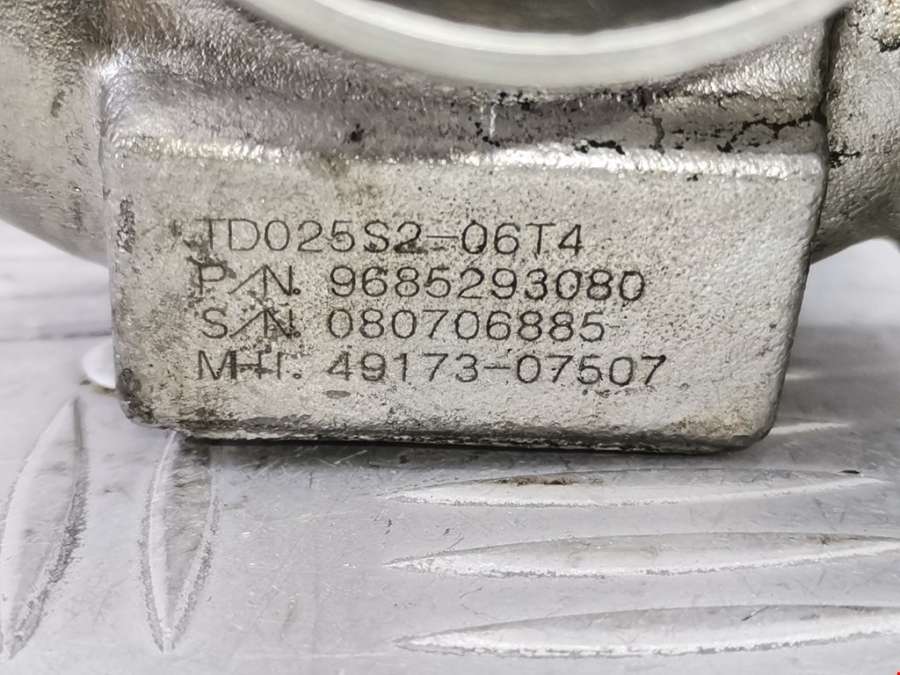 TD025S2-06T4
P/N. 9685293080
S/N. 080706885
MHI. 49173-07507